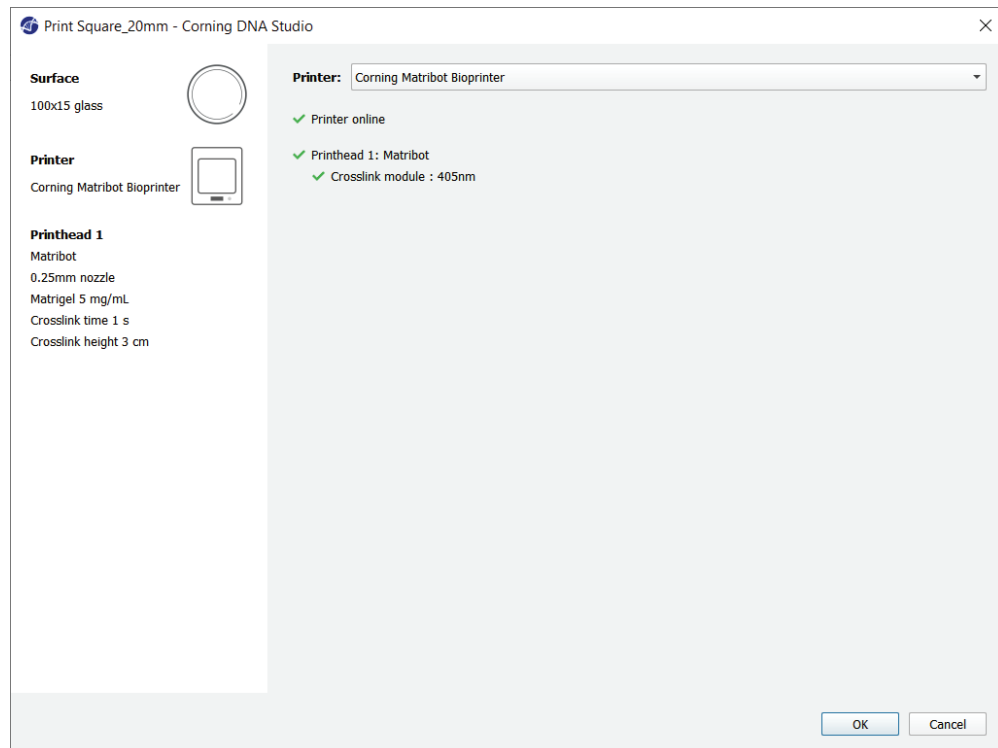 Print Square_20mm - Corning DNA Studio
Surface
100x15 glass
Printer
Corning Matribot Bioprinter
Printhead 1
Matribot
0.25mm nozzle
Matrigel 5 mg/mL
Crosslink time 1 s
Crosslink height 3 cm
Printer: Corning Matribot Bioprinter
Printer online
Printhead 1: Matribot
Crosslink module : 405nm
OK Cancel